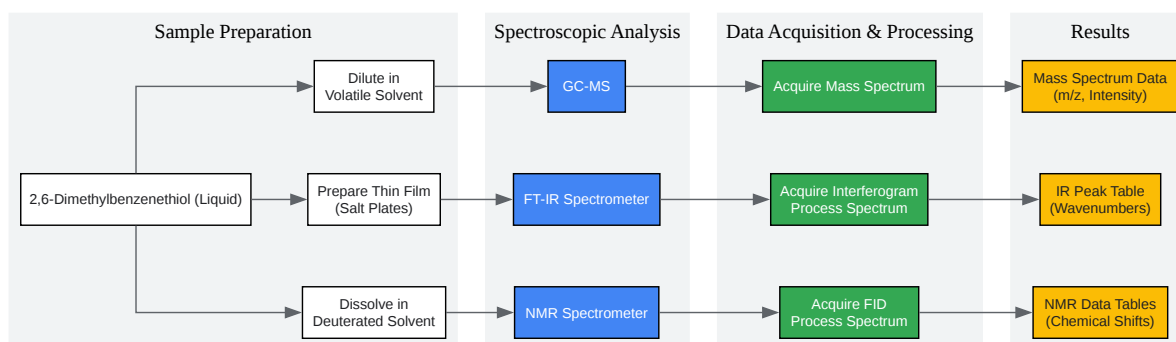 Sample Preparation
Spectroscopic Analysis
Data Acquisition & Processing
Results
Dilute in
Volatile Solvent
GC-MS
Acquire Mass Spectrum
Mass Spectrum Data
(m/z, Intensity)
2,6-Dimethylbenzenethiol (Liquid)
Prepare Thin Film
(Salt Plates)
FT-IR Spectrometer
Acquire Interferogram
Process Spectrum
IR Peak Table
(Wavenumbers)
Dissolve in
Deuterated Solvent
NMR Spectrometer
Acquire FID
Process Spectrum
NMR Data Tables
(Chemical Shifts)